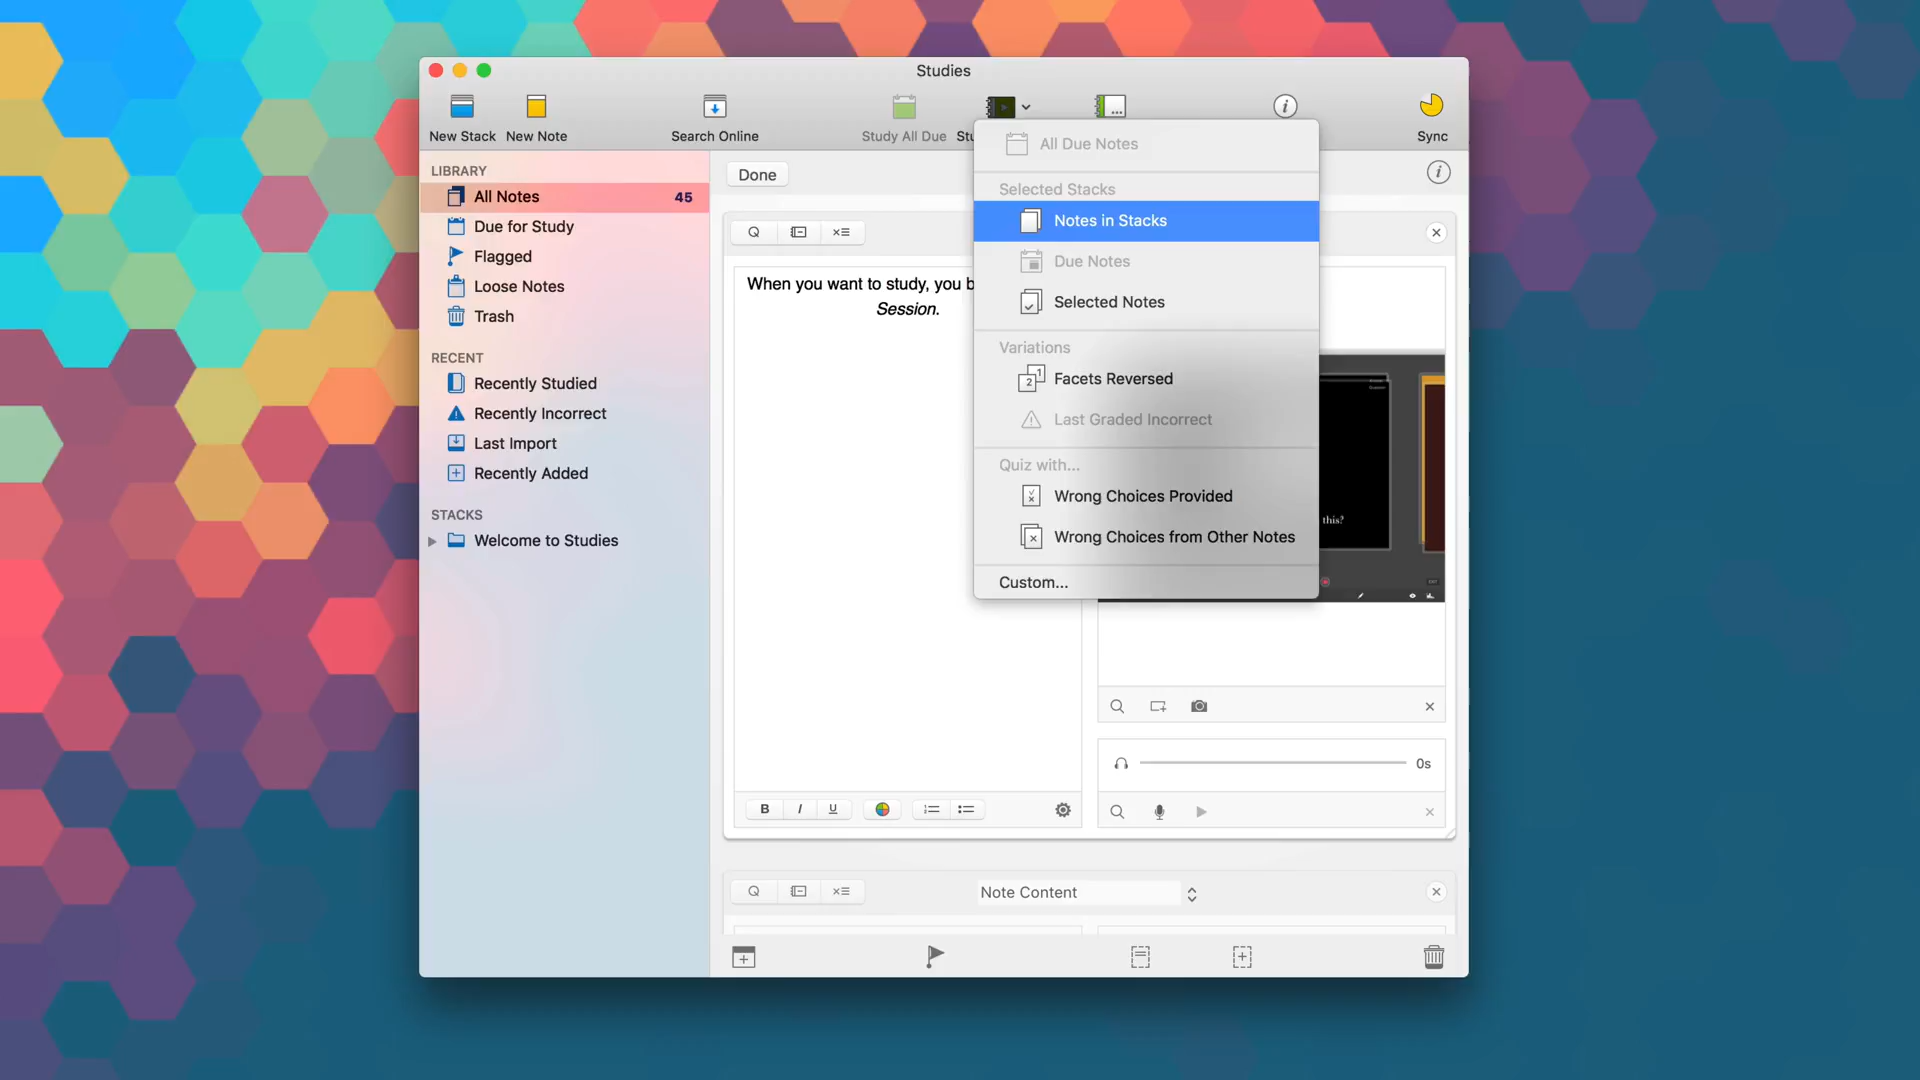 Studies
New Stack
New Note
Search Online
Study All Due
Stu
Sync
LIBRARY
All Notes 45
Due for Study
Flagged
Loose Notes
Trash
RECENT
Recently Studied
Recently Incorrect
Last Import
Recently Added
STACKS
Welcome to Studies
Done
When you want to study, you b
Session.
All Due Notes
Selected Stacks
Notes in Stacks
Due Notes
Selected Notes
Variations
Facets Reversed
Last Graded Incorrect
Quiz with...
Wrong Choices Provided
Wrong Choices from Other Notes
Custom...
this?
0s
B I U
Note Content